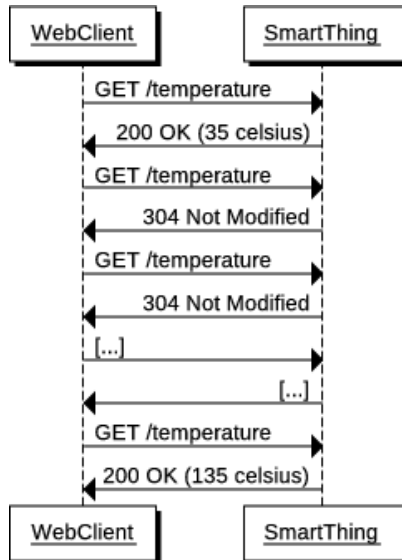 WebClient
SmartThing
GET /temperature
200 OK (35 celsius)
GET /temperature
304 Not Modified
GET /temperature
304 Not Modified
[...]
[...]
GET /temperature
200 OK (135 celsius)
WebClient
SmartThing